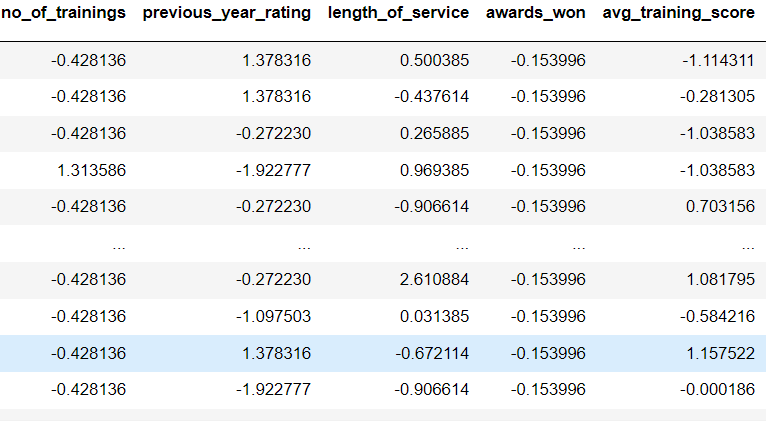 no_of_trainings previous_year_rating length_of_service awards_won avg_training_score
-0.428136 1.378316 0.500385 -0.153996 -1.114311
-0.428136 1.378316 -0.437614 -0.153996 -0.281305
-0.428136 -0.272230 0.265885 -0.153996 -1.038583
1.313586 -1.922777 0.969385 -0.153996 -1.038583
-0.428136 -0.272230 -0.906614 -0.153996 0.703156
... ... ... ... ...
-0.428136 -0.272230 2.610884 -0.153996 1.081795
-0.428136 -1.097503 0.031385 -0.153996 -0.584216
-0.428136 1.378316 -0.672114 -0.153996 1.157522
-0.428136 -1.922777 -0.906614 -0.153996 -0.000186